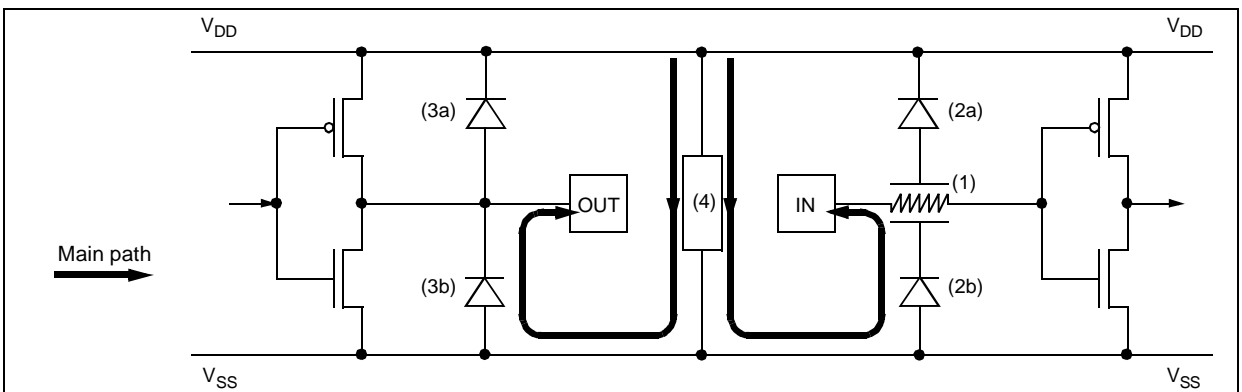 VDD
VDD
(3a)
(2a)
(1)
OUT
(4)
IN
Main path
(3b)
(2b)
VSS
VSS